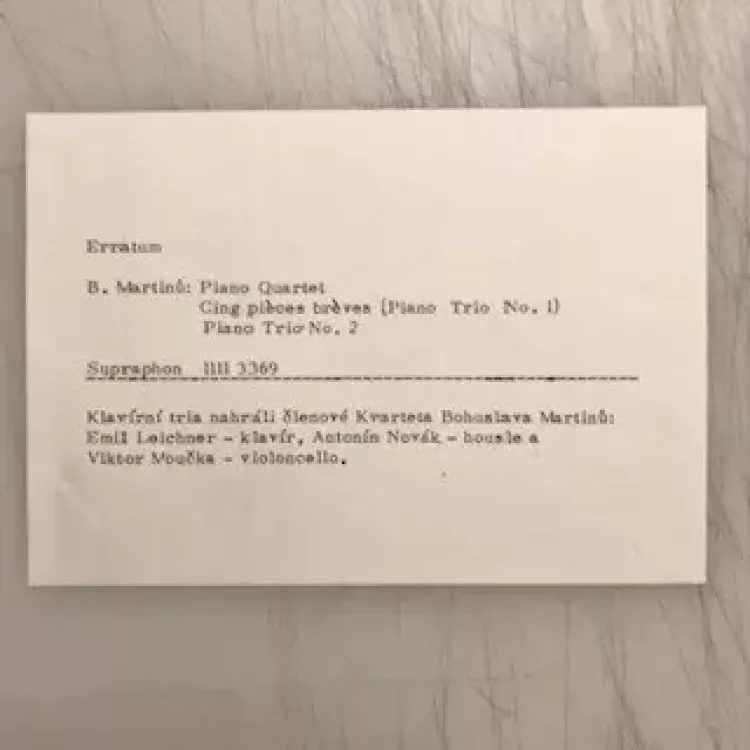 Erratum
B. Martinů: Piano Quartet
Cinq pièces brèves (Piano Trio No. 1)
Piano Trio No. 2
Supraphon 1111 3369
Klavírní tria nahráli členové Kvarteta Bohuslava Martinů:
Emil Leichner - klavír, Antonín Novák - housle a
Viktor Moučka - violoncello.